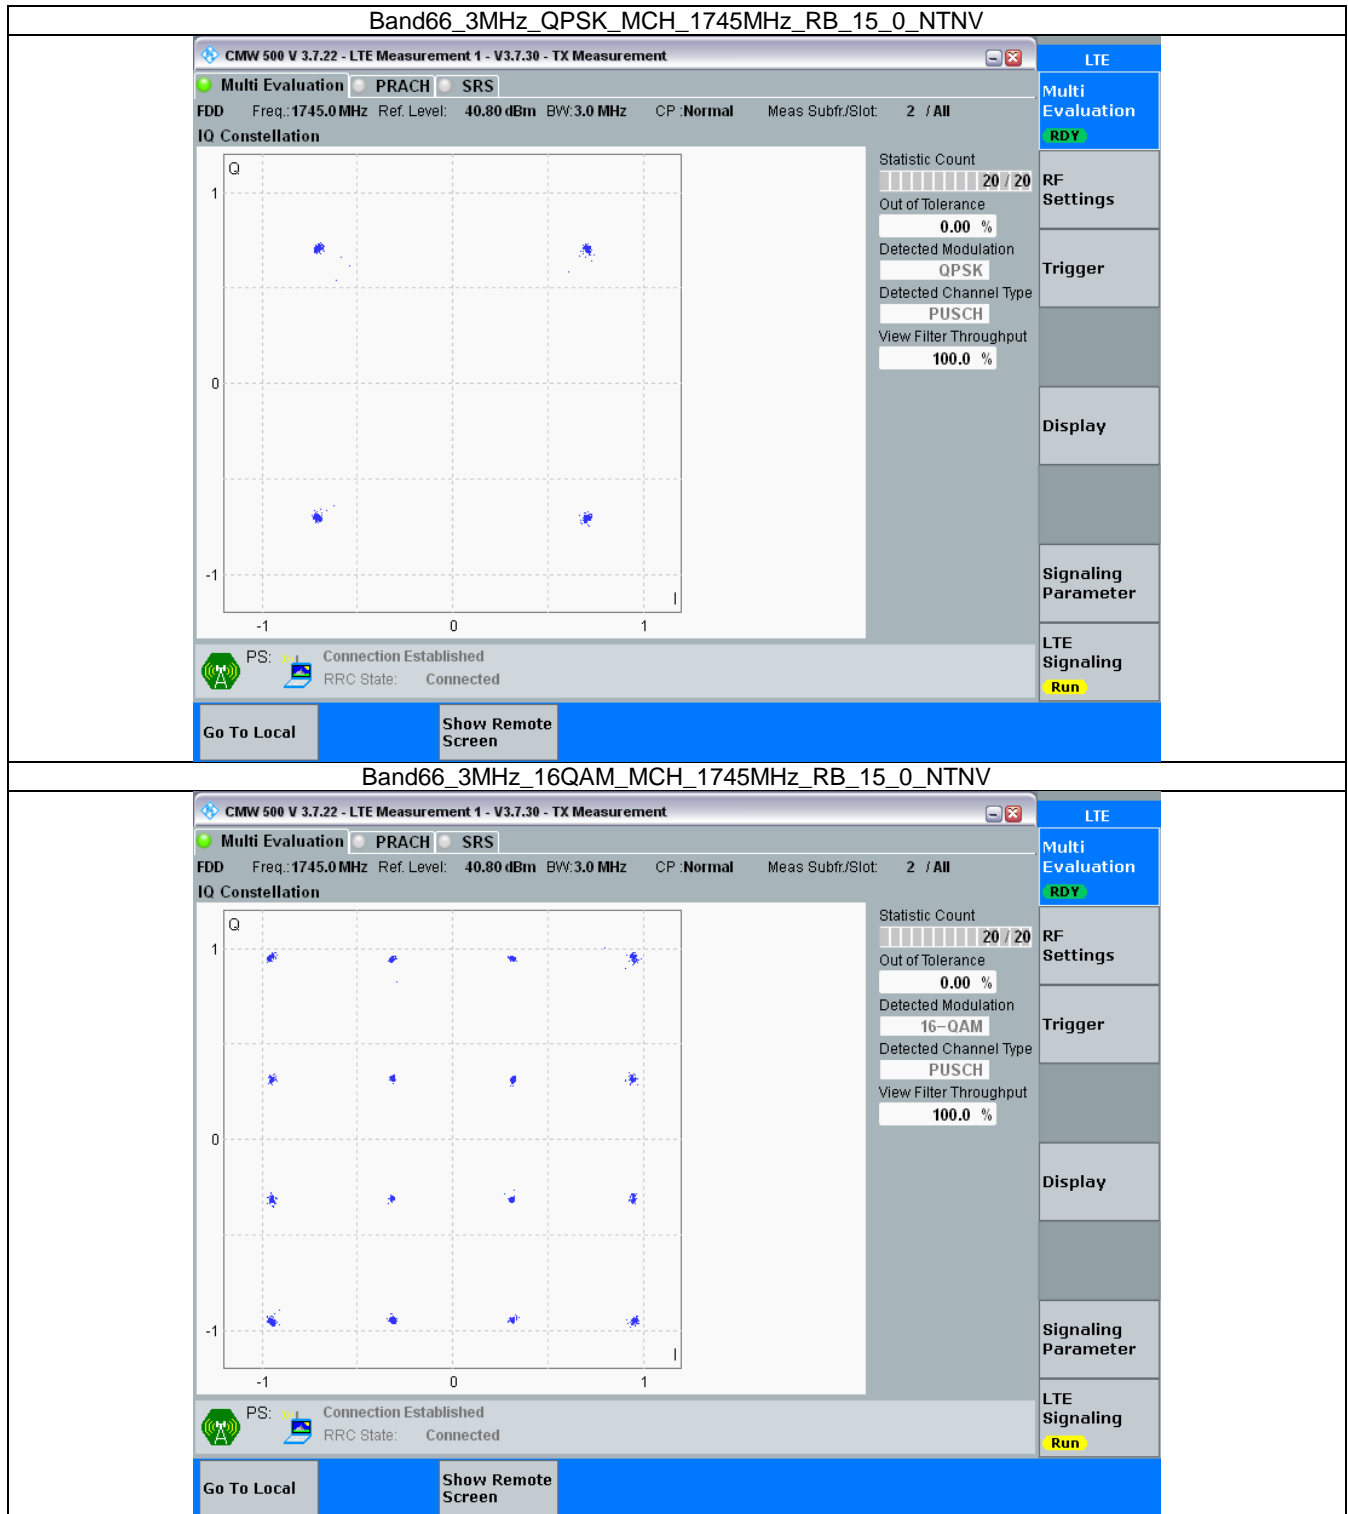 Band66_3MHz_QPSK_MCH_1745MHz_RB_15_0_NTNV
CMW 500 V 3.7.22 - LTE Measurement 1 - V3.7.30 - TX Measurement
LTE
Multi Evaluation PRACH SRS
Multi
Evaluation
RDY
FDD Freq.:1745.0 MHz Ref. Level: 40.80 dBm BW:3.0 MHz CP :Normal Meas Subfr./Slot: 2 / All
IQ Constellation
Q
1
0
-1
I
-1 0 1
Statistic Count
20 / 20
Out of Tolerance
0.00 %
Detected Modulation
QPSK
Detected Channel Type
PUSCH
View Filter Throughput
100.0 %
RF
Settings
Trigger
Display
Signaling
Parameter
LTE
Signaling
Run
PS: Connection Established
RRC State: Connected
Go To Local
Show Remote
Screen
Band66_3MHz_16QAM_MCH_1745MHz_RB_15_0_NTNV
CMW 500 V 3.7.22 - LTE Measurement 1 - V3.7.30 - TX Measurement
LTE
Multi Evaluation PRACH SRS
Multi
Evaluation
RDY
FDD Freq.:1745.0 MHz Ref. Level: 40.80 dBm BW:3.0 MHz CP :Normal Meas Subfr./Slot: 2 / All
IQ Constellation
Q
1
0
-1
I
-1 0 1
Statistic Count
20 / 20
Out of Tolerance
0.00 %
Detected Modulation
16-QAM
Detected Channel Type
PUSCH
View Filter Throughput
100.0 %
RF
Settings
Trigger
Display
Signaling
Parameter
LTE
Signaling
Run
PS: Connection Established
RRC State: Connected
Go To Local
Show Remote
Screen